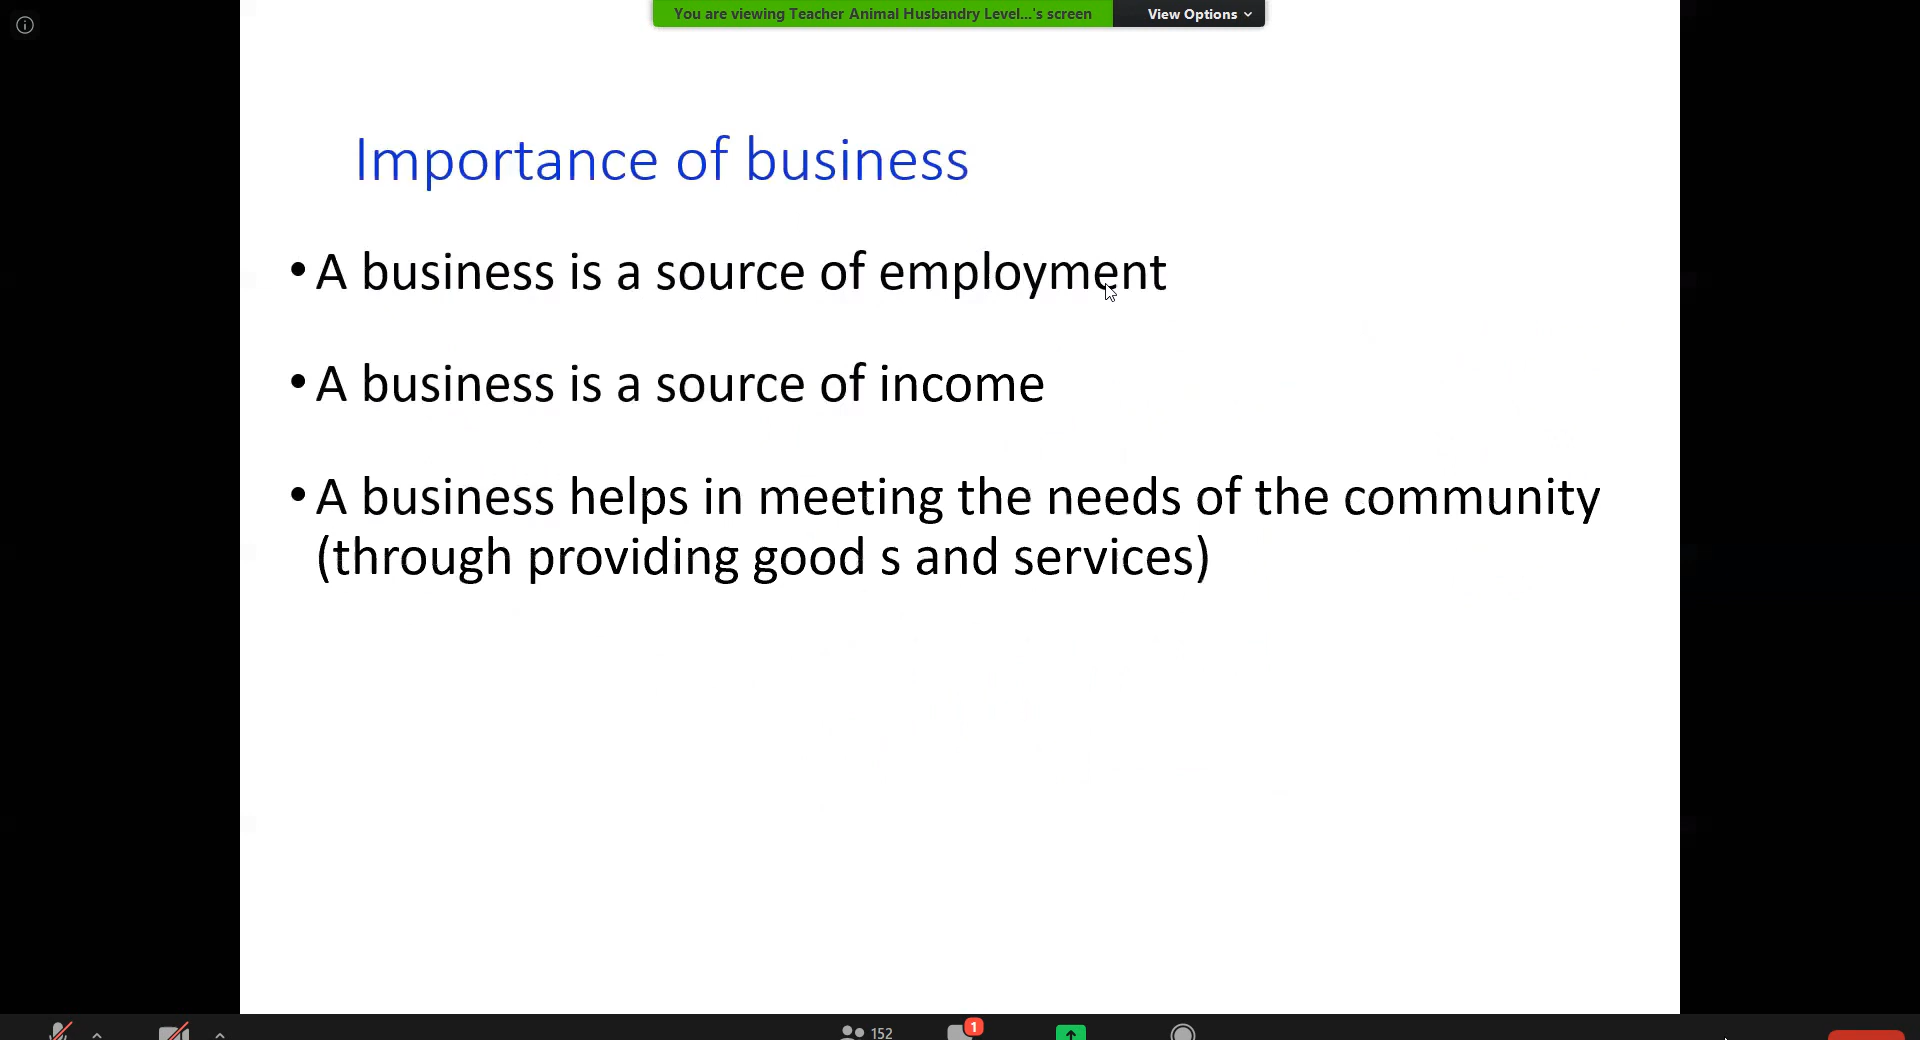 You are viewing Teacher Animal Husbandry Level...'s screen
View Options
Importance of business
• A business is a source of employment
• A business is a source of income
• A business helps in meeting the needs of the community
(through providing good s and services)
152
1